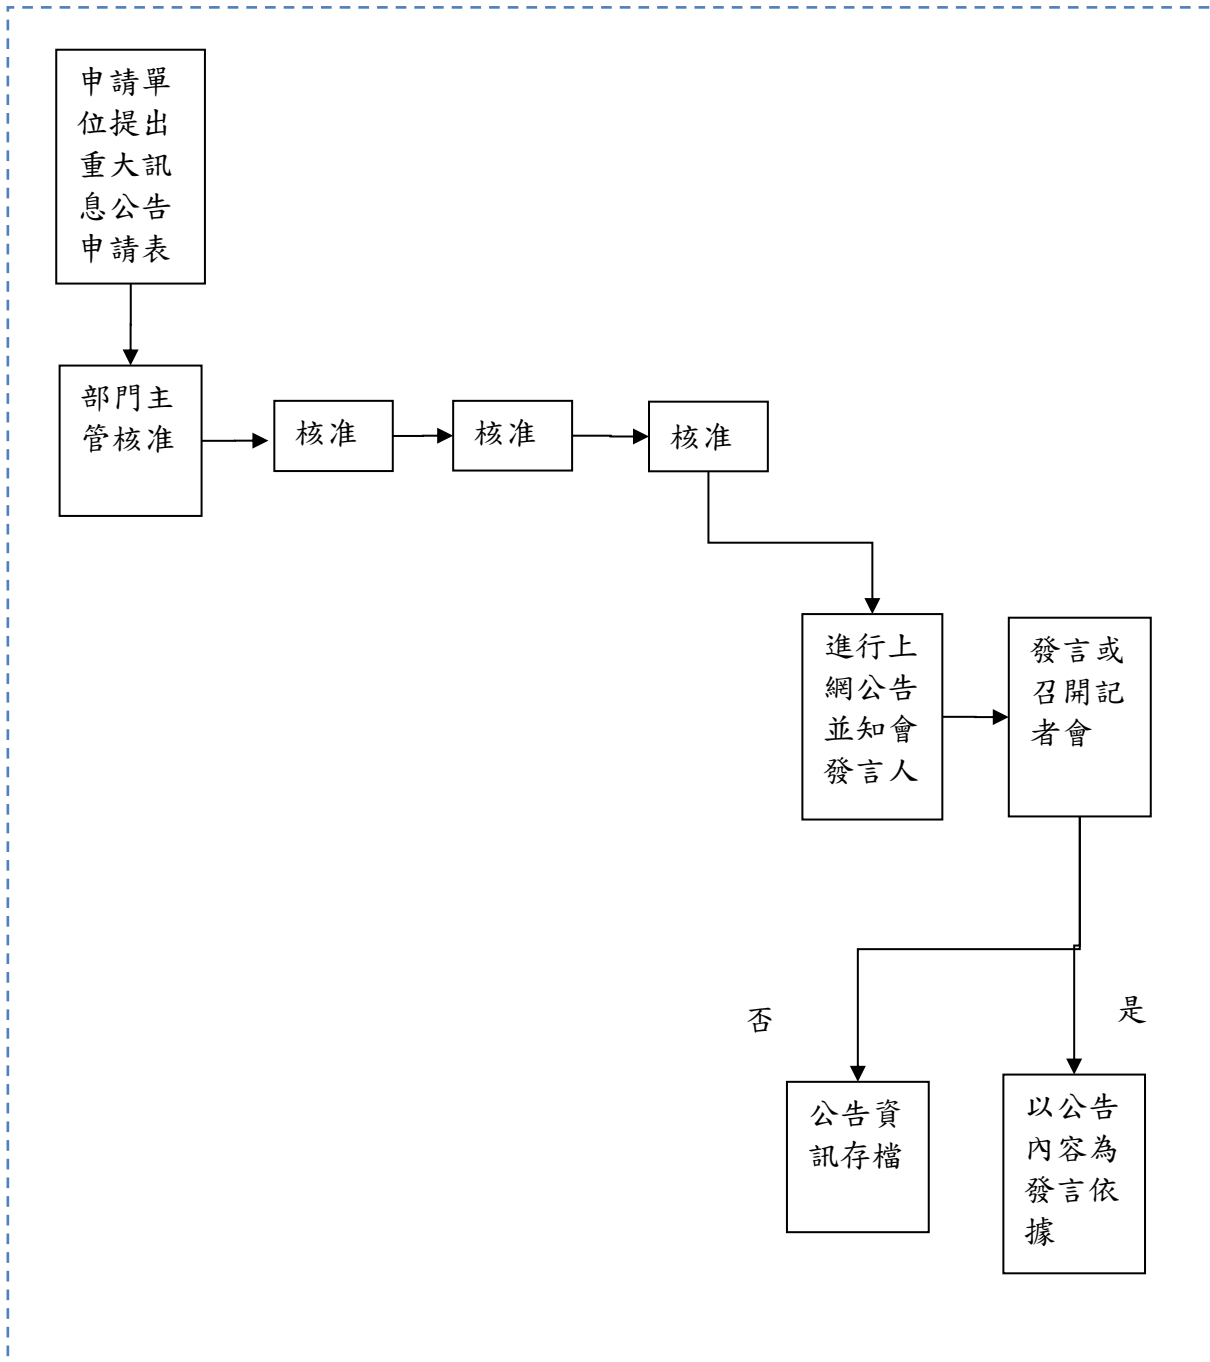 申請單
位提出
重大訊
息公告
申請表
部門主
管核准
核准
核准
核准
進行上
網公告
並知會
發言人
發言或
召開記
者會
否
是
公告資
訊存檔
以公告
內容為
發言依
據